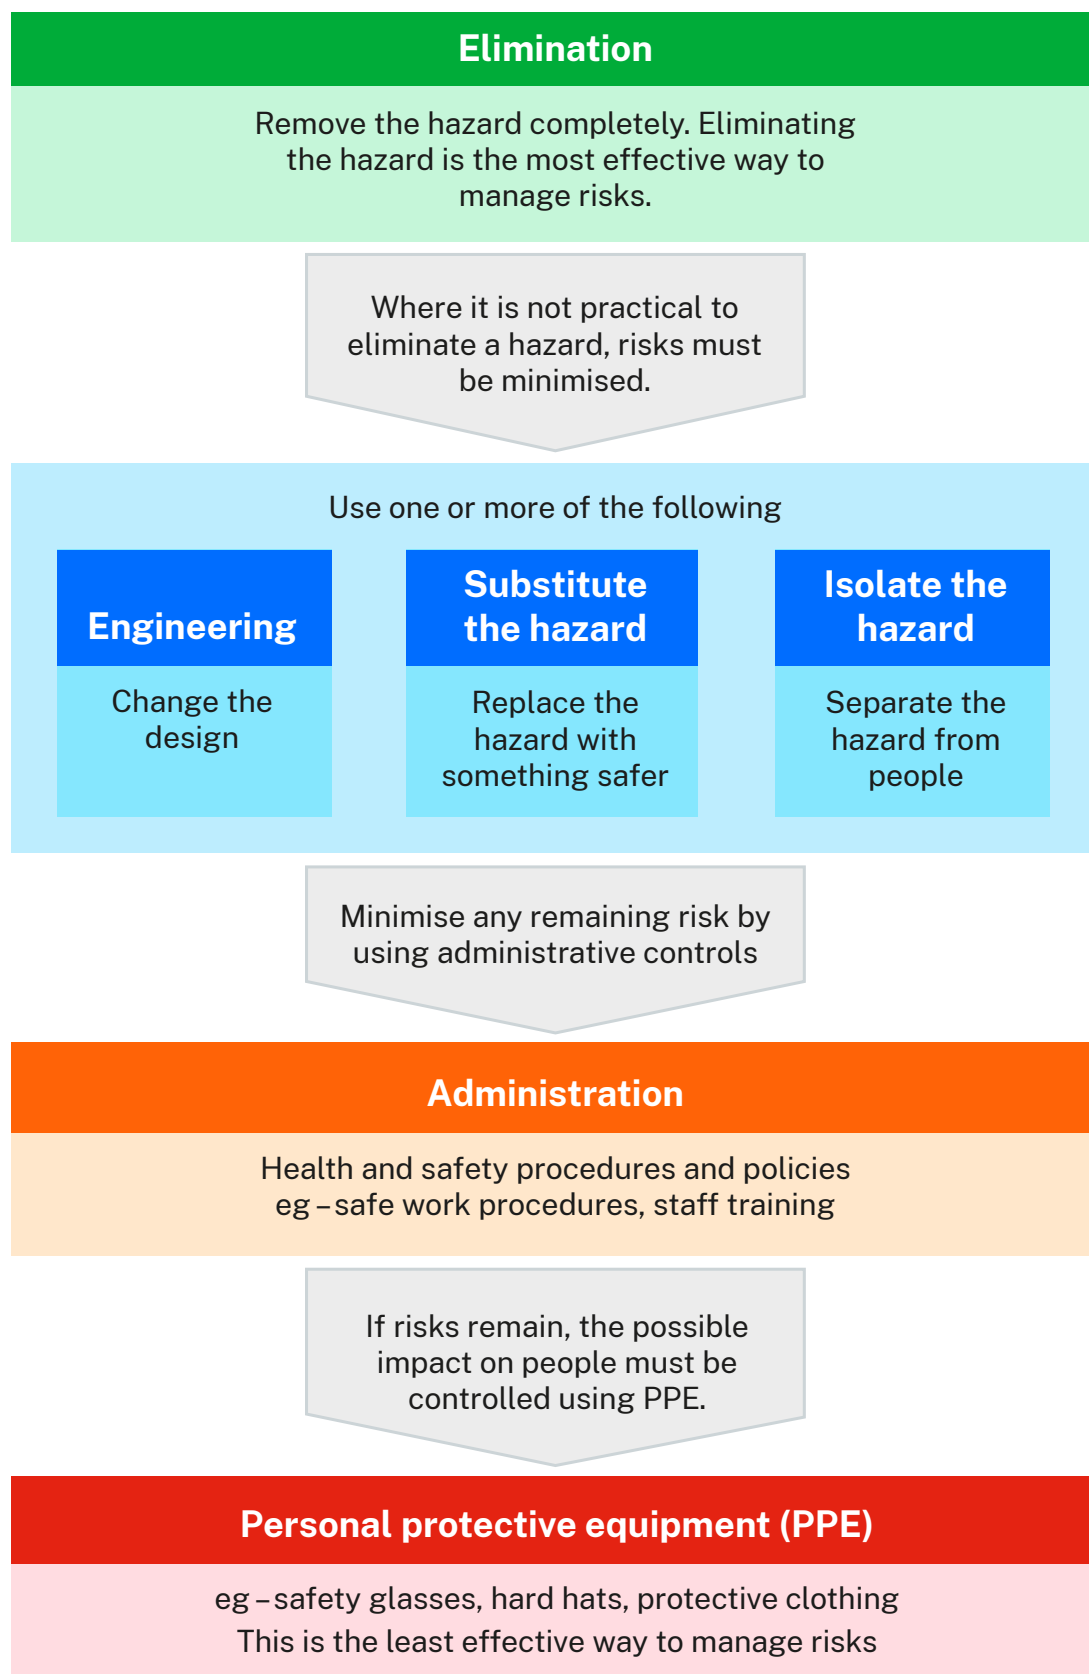 Elimination
Remove the hazard completely. Eliminating
the hazard is the most effective way to
manage risks.
Where it is not practical to
eliminate a hazard, risks must
be minimised.
Use one or more of the following
Engineering
Change the
design
Substitute
the hazard
Replace the
hazard with
something safer
Isolate the
hazard
Separate the
hazard from
people
Minimise any remaining risk by
using administrative controls
Administration
Health and safety procedures and policies
eg – safe work procedures, staff training
If risks remain, the possible
impact on people must be
controlled using PPE.
Personal protective equipment (PPE)
eg – safety glasses, hard hats, protective clothing
This is the least effective way to manage risks